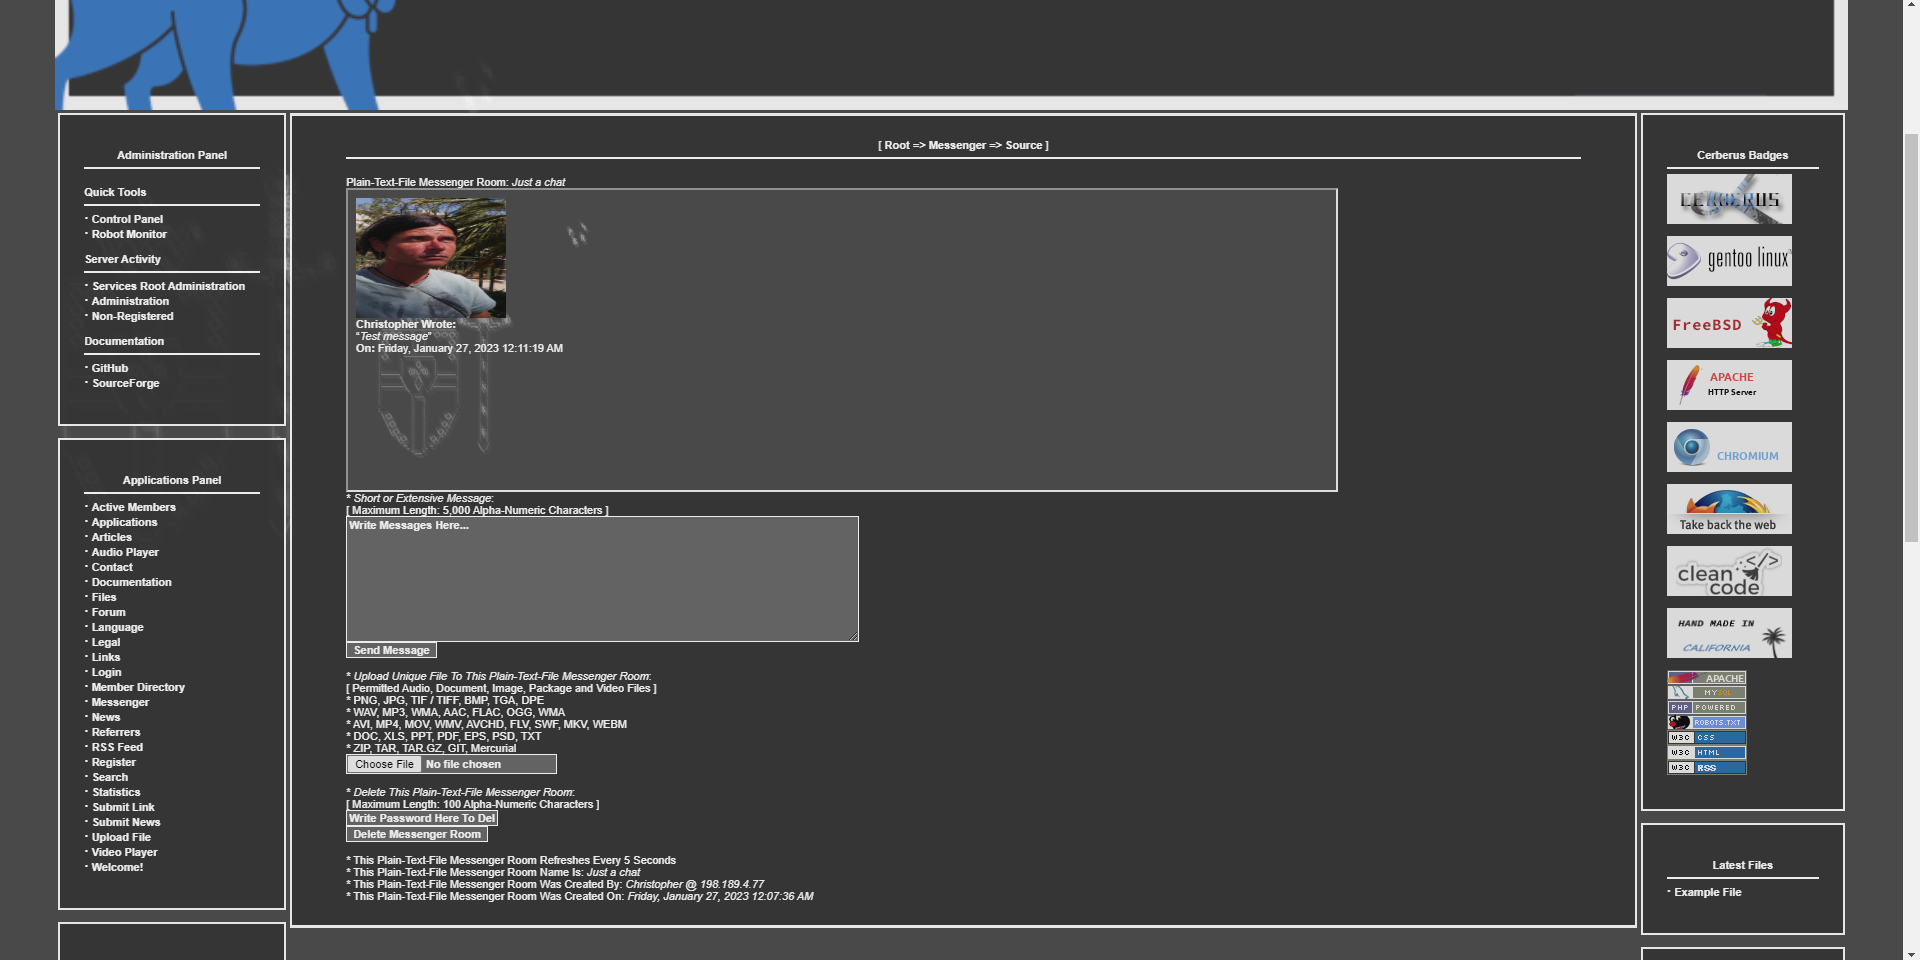 Administration Panel
Quick Tools
· Control Panel
· Robot Monitor
Server Activity
· Services Root Administration
· Administration
· Non-Registered
Documentation
· GitHub
· SourceForge
Applications Panel
· Active Members
· Applications
· Articles
· Audio Player
· Contact
· Documentation
· Files
· Forum
· Language
· Legal
· Links
· Login
· Member Directory
· Messenger
· News
· Referrers
· RSS Feed
· Register
· Search
· Statistics
· Submit Link
· Submit News
· Upload File
· Video Player
· Welcome!
[ Root => Messenger => Source ]
Plain-Text-File Messenger Room: Just a chat
Christopher Wrote:
“Test message”
On: Friday, January 27, 2023 12:11:19 AM
* Short or Extensive Message:
[ Maximum Length: 5,000 Alpha-Numeric Characters ]
Write Messages Here...
Send Message
* Upload Unique File To This Plain-Text-File Messenger Room:
[ Permitted Audio, Document, Image, Package and Video Files ]
* PNG, JPG, TIF / TIFF, BMP, TGA, DPE
* WAV, MP3, WMA, AAC, FLAC, OGG, WMA
* AVI, MP4, MOV, WMV, AVCHD, FLV, SWF, MKV, WEBM
* DOC, XLS, PPT, PDF, EPS, PSD, TXT
* ZIP, TAR, TAR.GZ, GIT, Mercurial
Choose File No file chosen
* Delete This Plain-Text-File Messenger Room:
[ Maximum Length: 100 Alpha-Numeric Characters ]
Write Password Here To Del
Delete Messenger Room
* This Plain-Text-File Messenger Room Refreshes Every 5 Seconds
* This Plain-Text-File Messenger Room Name Is: Just a chat
* This Plain-Text-File Messenger Room Was Created By: Christopher @ 198.189.4.77
* This Plain-Text-File Messenger Room Was Created On: Friday, January 27, 2023 12:07:36 AM
Cerberus Badges
CERBERUS
gentoo linux
FreeBSD
APACHE
HTTP Server
CHROMIUM
Take back the web
</>
clean
code
HAND MADE IN
CALIFORNIA
APACHE
MYSQL
PHP POWERED
ROBOTS.TXT
W3C CSS
W3C HTML
W3C RSS
Latest Files
· Example File